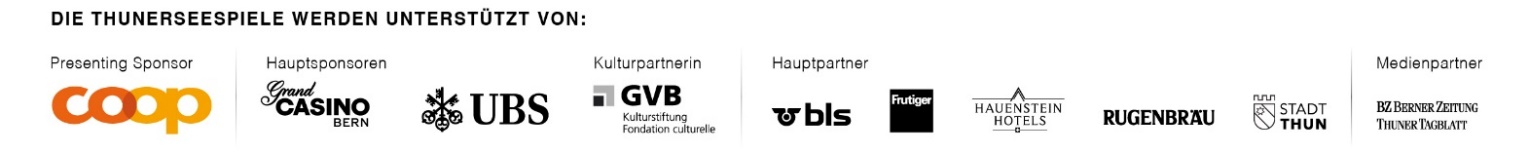 DIE THUNERSEESPIELE WERDEN UNTERSTÜTZT VON:
Presenting Sponsor
coop
Hauptsponsoren
Grand
CASINO
BERN
UBS
Kulturpartnerin
GVB
Kulturstiftung
Fondation culturelle
Hauptpartner
bls
Frutiger
HAUENSTEIN
HOTELS
RUGENBRÄU
STADT
THUN
Medienpartner
BZ BERNER ZEITUNG
THUNER TAGBLATT